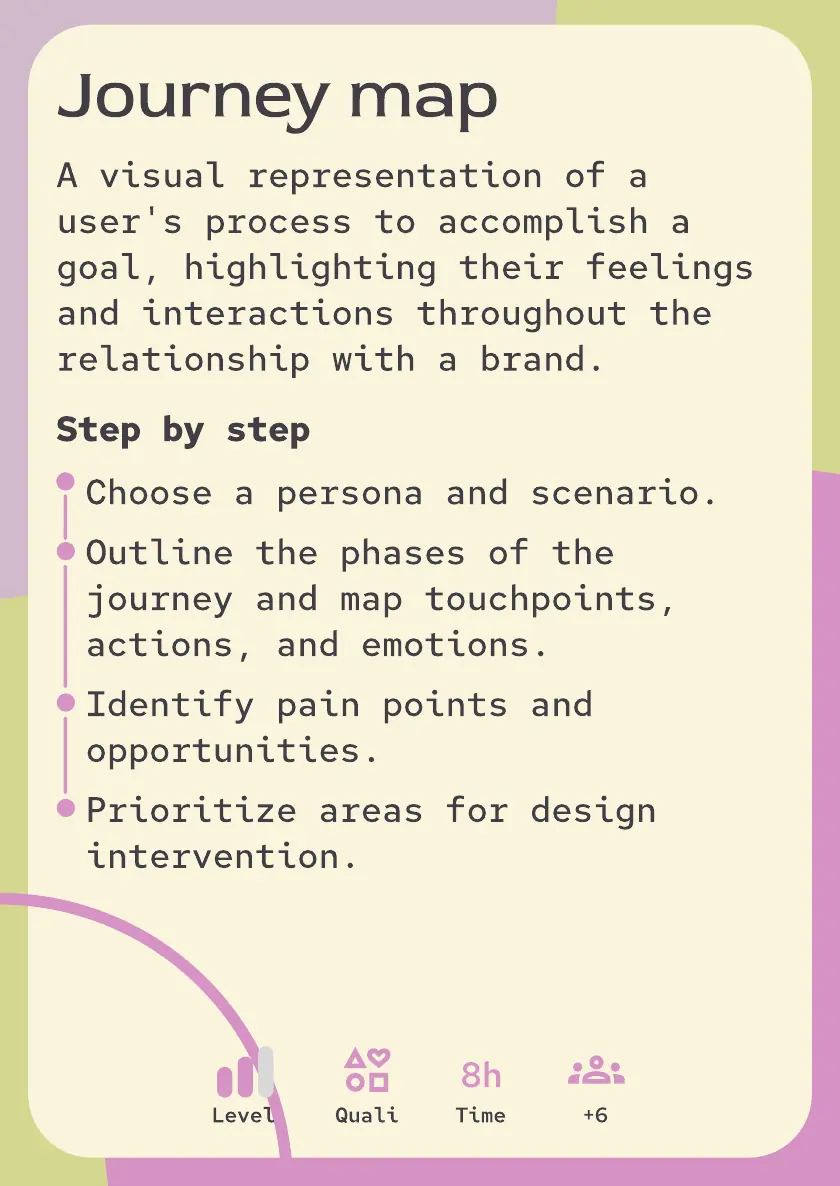 Journey map
A visual representation of a
user's process to accomplish a
goal, highlighting their feelings
and interactions throughout the
relationship with a brand.
Step by step
Choose a persona and scenario.
Outline the phases of the
journey and map touchpoints,
actions, and emotions.
Identify pain points and
opportunities.
Prioritize areas for design
intervention.
8h
Level Quali Time +6